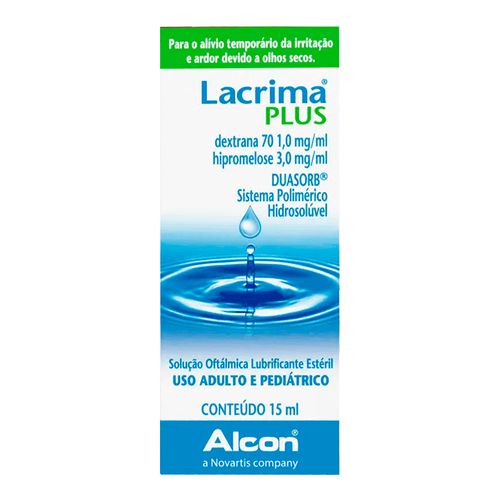 Para o alívio temporário da irritação
e ardor devido a olhos secos.
Lacrima®
PLUS
dextrana 70 1,0 mg/ml
hipromelose 3,0 mg/ml
DUASORB®
Sistema Polimérico
Hidrosolúvel
Solução Oftálmica Lubrificante Estéril
USO ADULTO E PEDIÁTRICO
CONTEÚDO 15 ml
Alcon®
a Novartis company